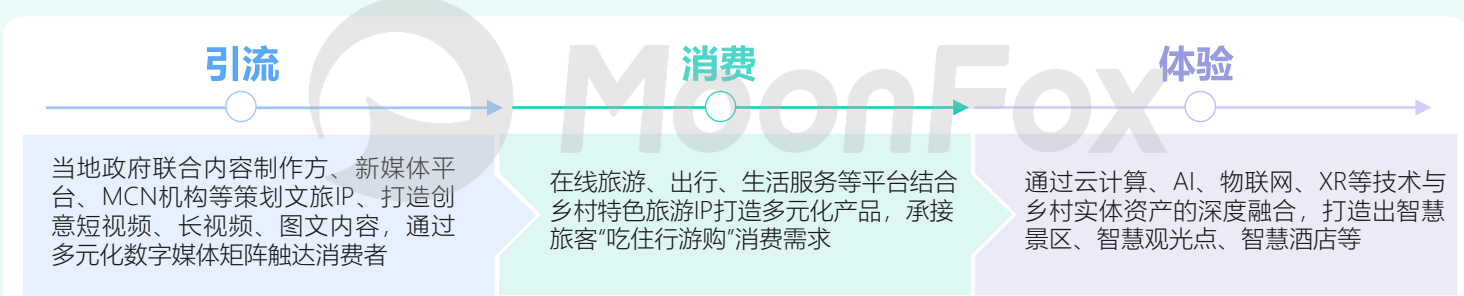 引流
消费
体验
MoonFox
当地政府联合内容制作方、新媒体平
台、MCN机构等策划文旅IP、打造创
意短视频、长视频、图文内容，通过
多元化数字媒体矩阵触达消费者
在线旅游、出行、生活服务等平台结合
乡村特色旅游IP打造多元化产品，承接
旅客“吃住行游购”消费需求
通过云计算、AI、物联网、XR等技术与
乡村实体资产的深度融合，打造出智慧
景区、智慧观光点、智慧酒店等